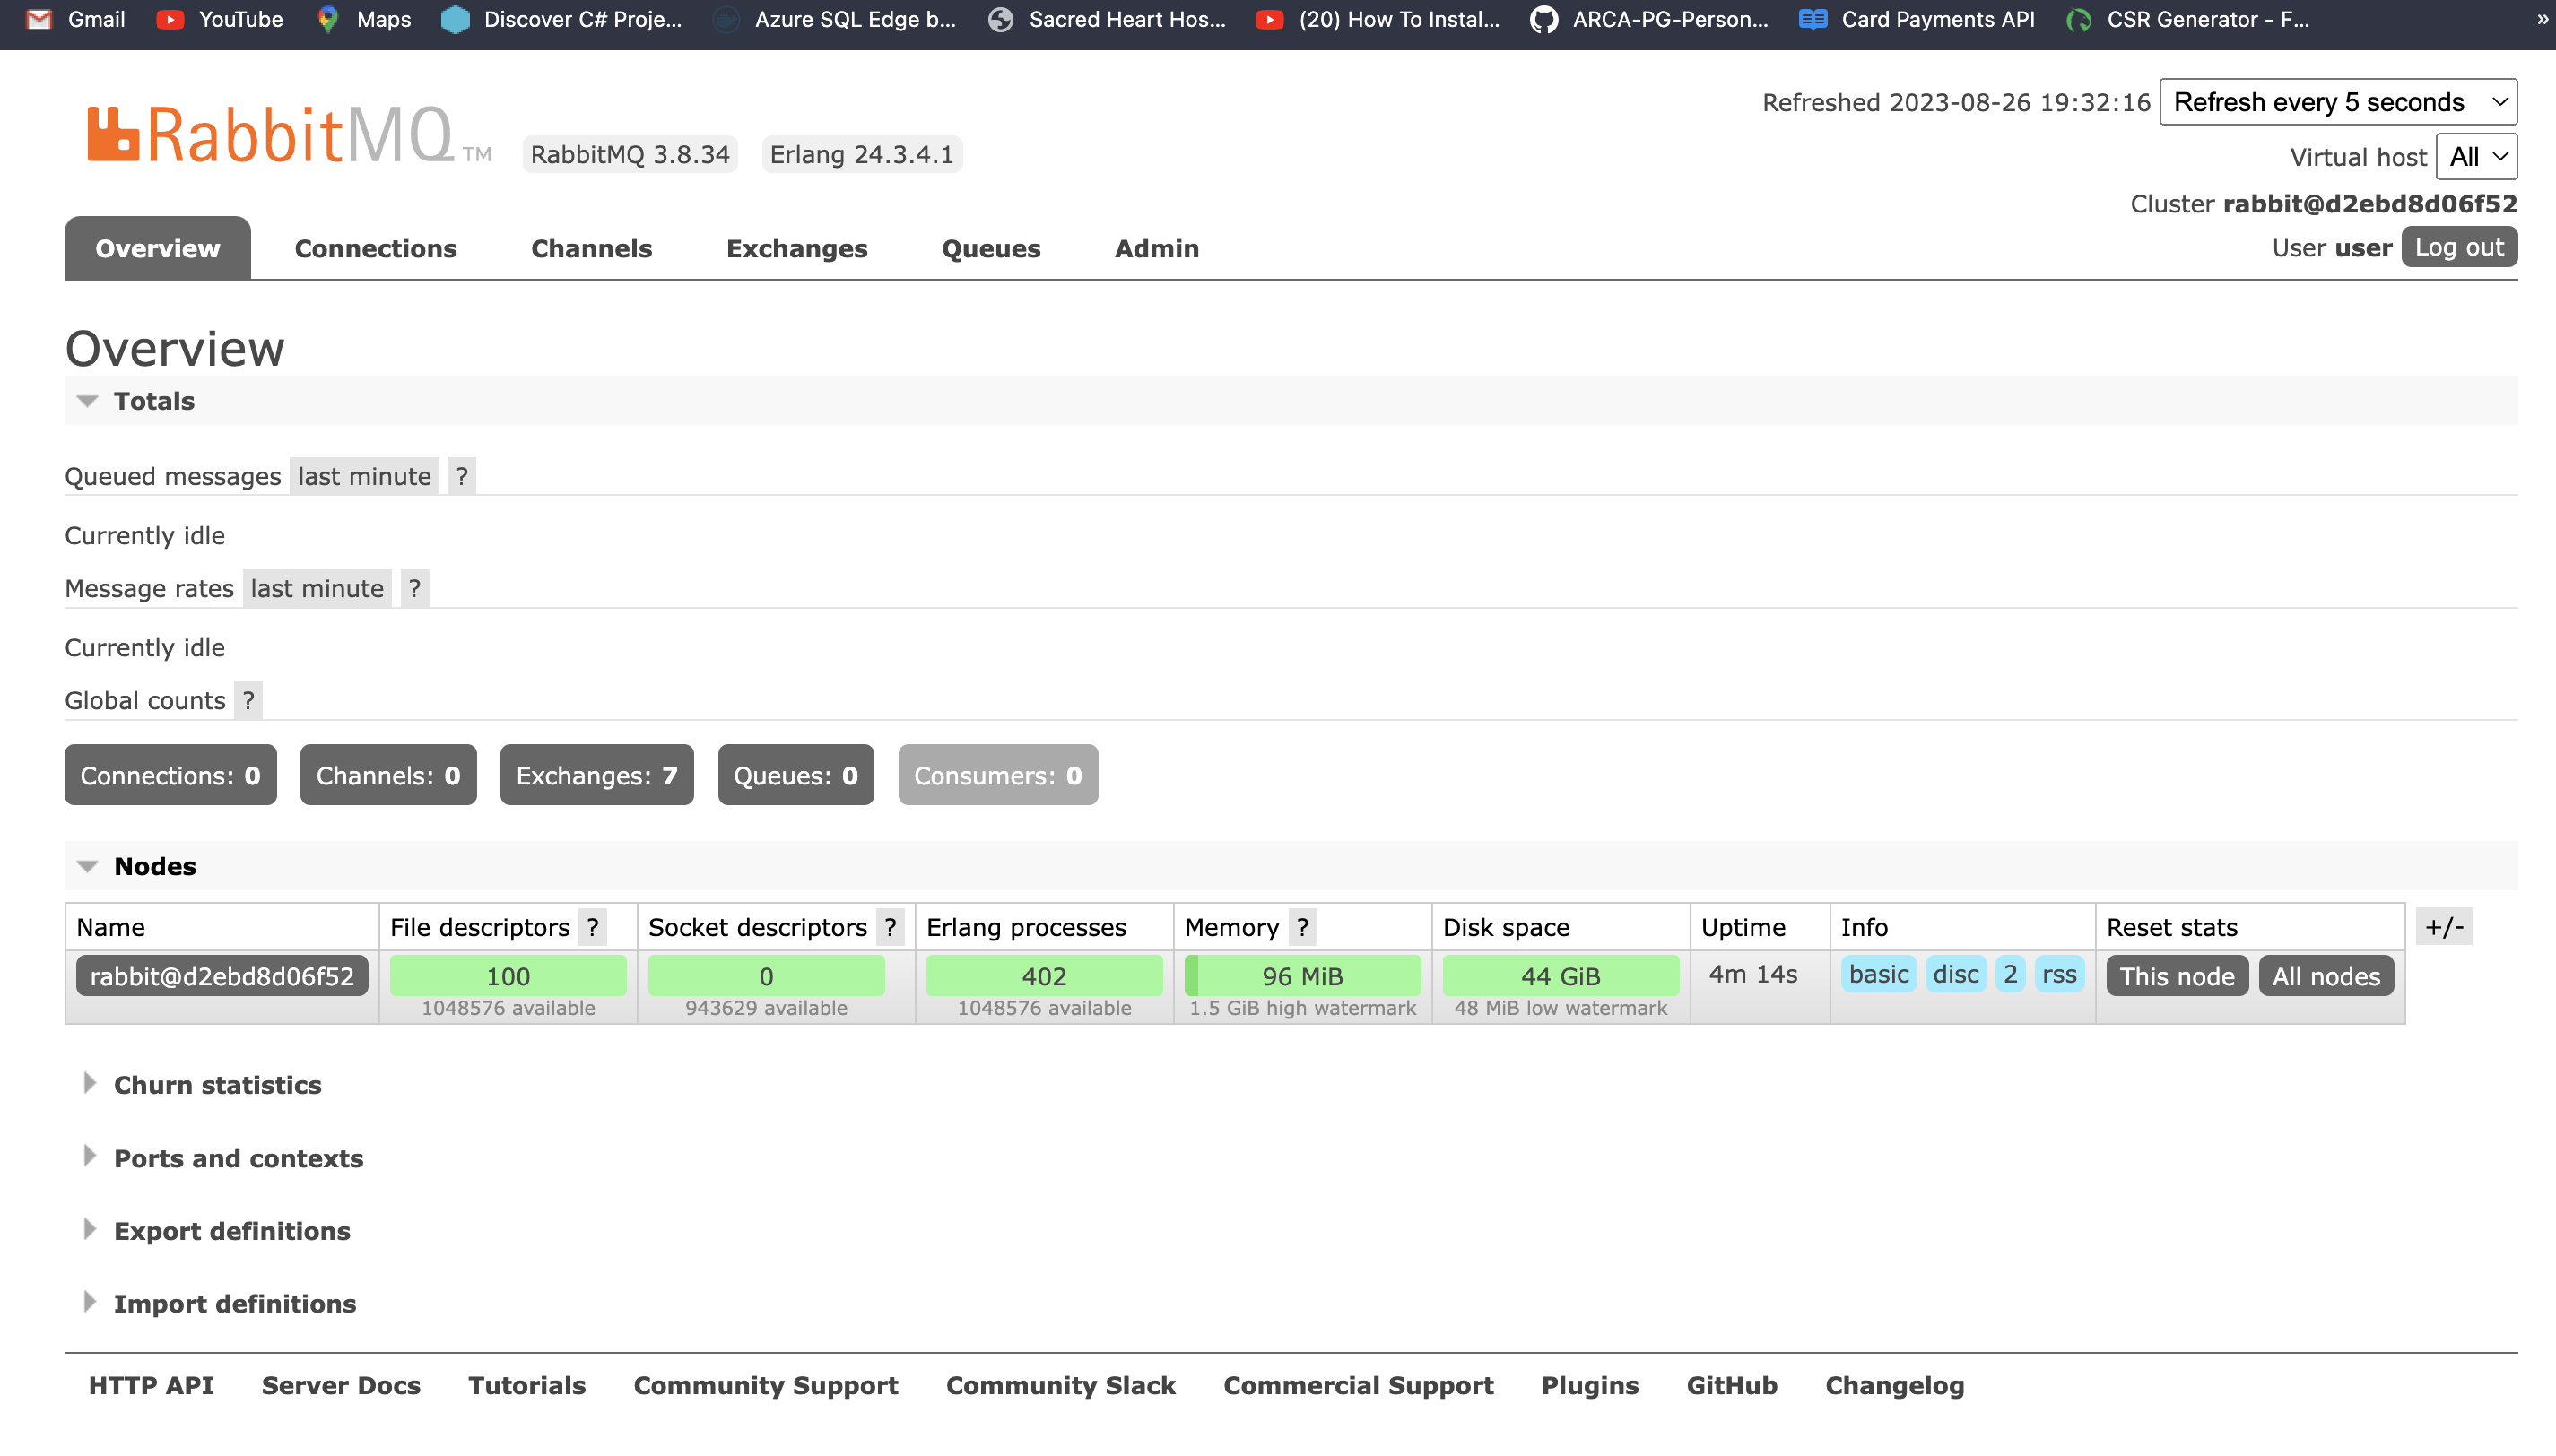 Gmail YouTube Maps Discover C# Proje... Azure SQL Edge b... Sacred Heart Hos... (20) How To Instal... ARCA-PG-Person... Card Payments API CSR Generator - F... »
Refreshed 2023-08-26 19:32:16 Refresh every 5 seconds
RabbitMQ TM RabbitMQ 3.8.34 Erlang 24.3.4.1
Virtual host All
Cluster rabbit@d2ebd8d06f52
User user Log out
Overview Connections Channels Exchanges Queues Admin
Overview
Totals
Queued messages last minute ?
Currently idle
Message rates last minute ?
Currently idle
Global counts ?
Connections: 0 Channels: 0 Exchanges: 7 Queues: 0 Consumers: 0
Nodes
Name File descriptors ? Socket descriptors ? Erlang processes Memory ? Disk space Uptime Info Reset stats +/-
rabbit@d2ebd8d06f52 100 0 402 96 MiB 44 GiB 4m 14s basic disc 2 rss This node All nodes
1048576 available 943629 available 1048576 available 1.5 GiB high watermark 48 MiB low watermark
Churn statistics
Ports and contexts
Export definitions
Import definitions
HTTP API Server Docs Tutorials Community Support Community Slack Commercial Support Plugins GitHub Changelog